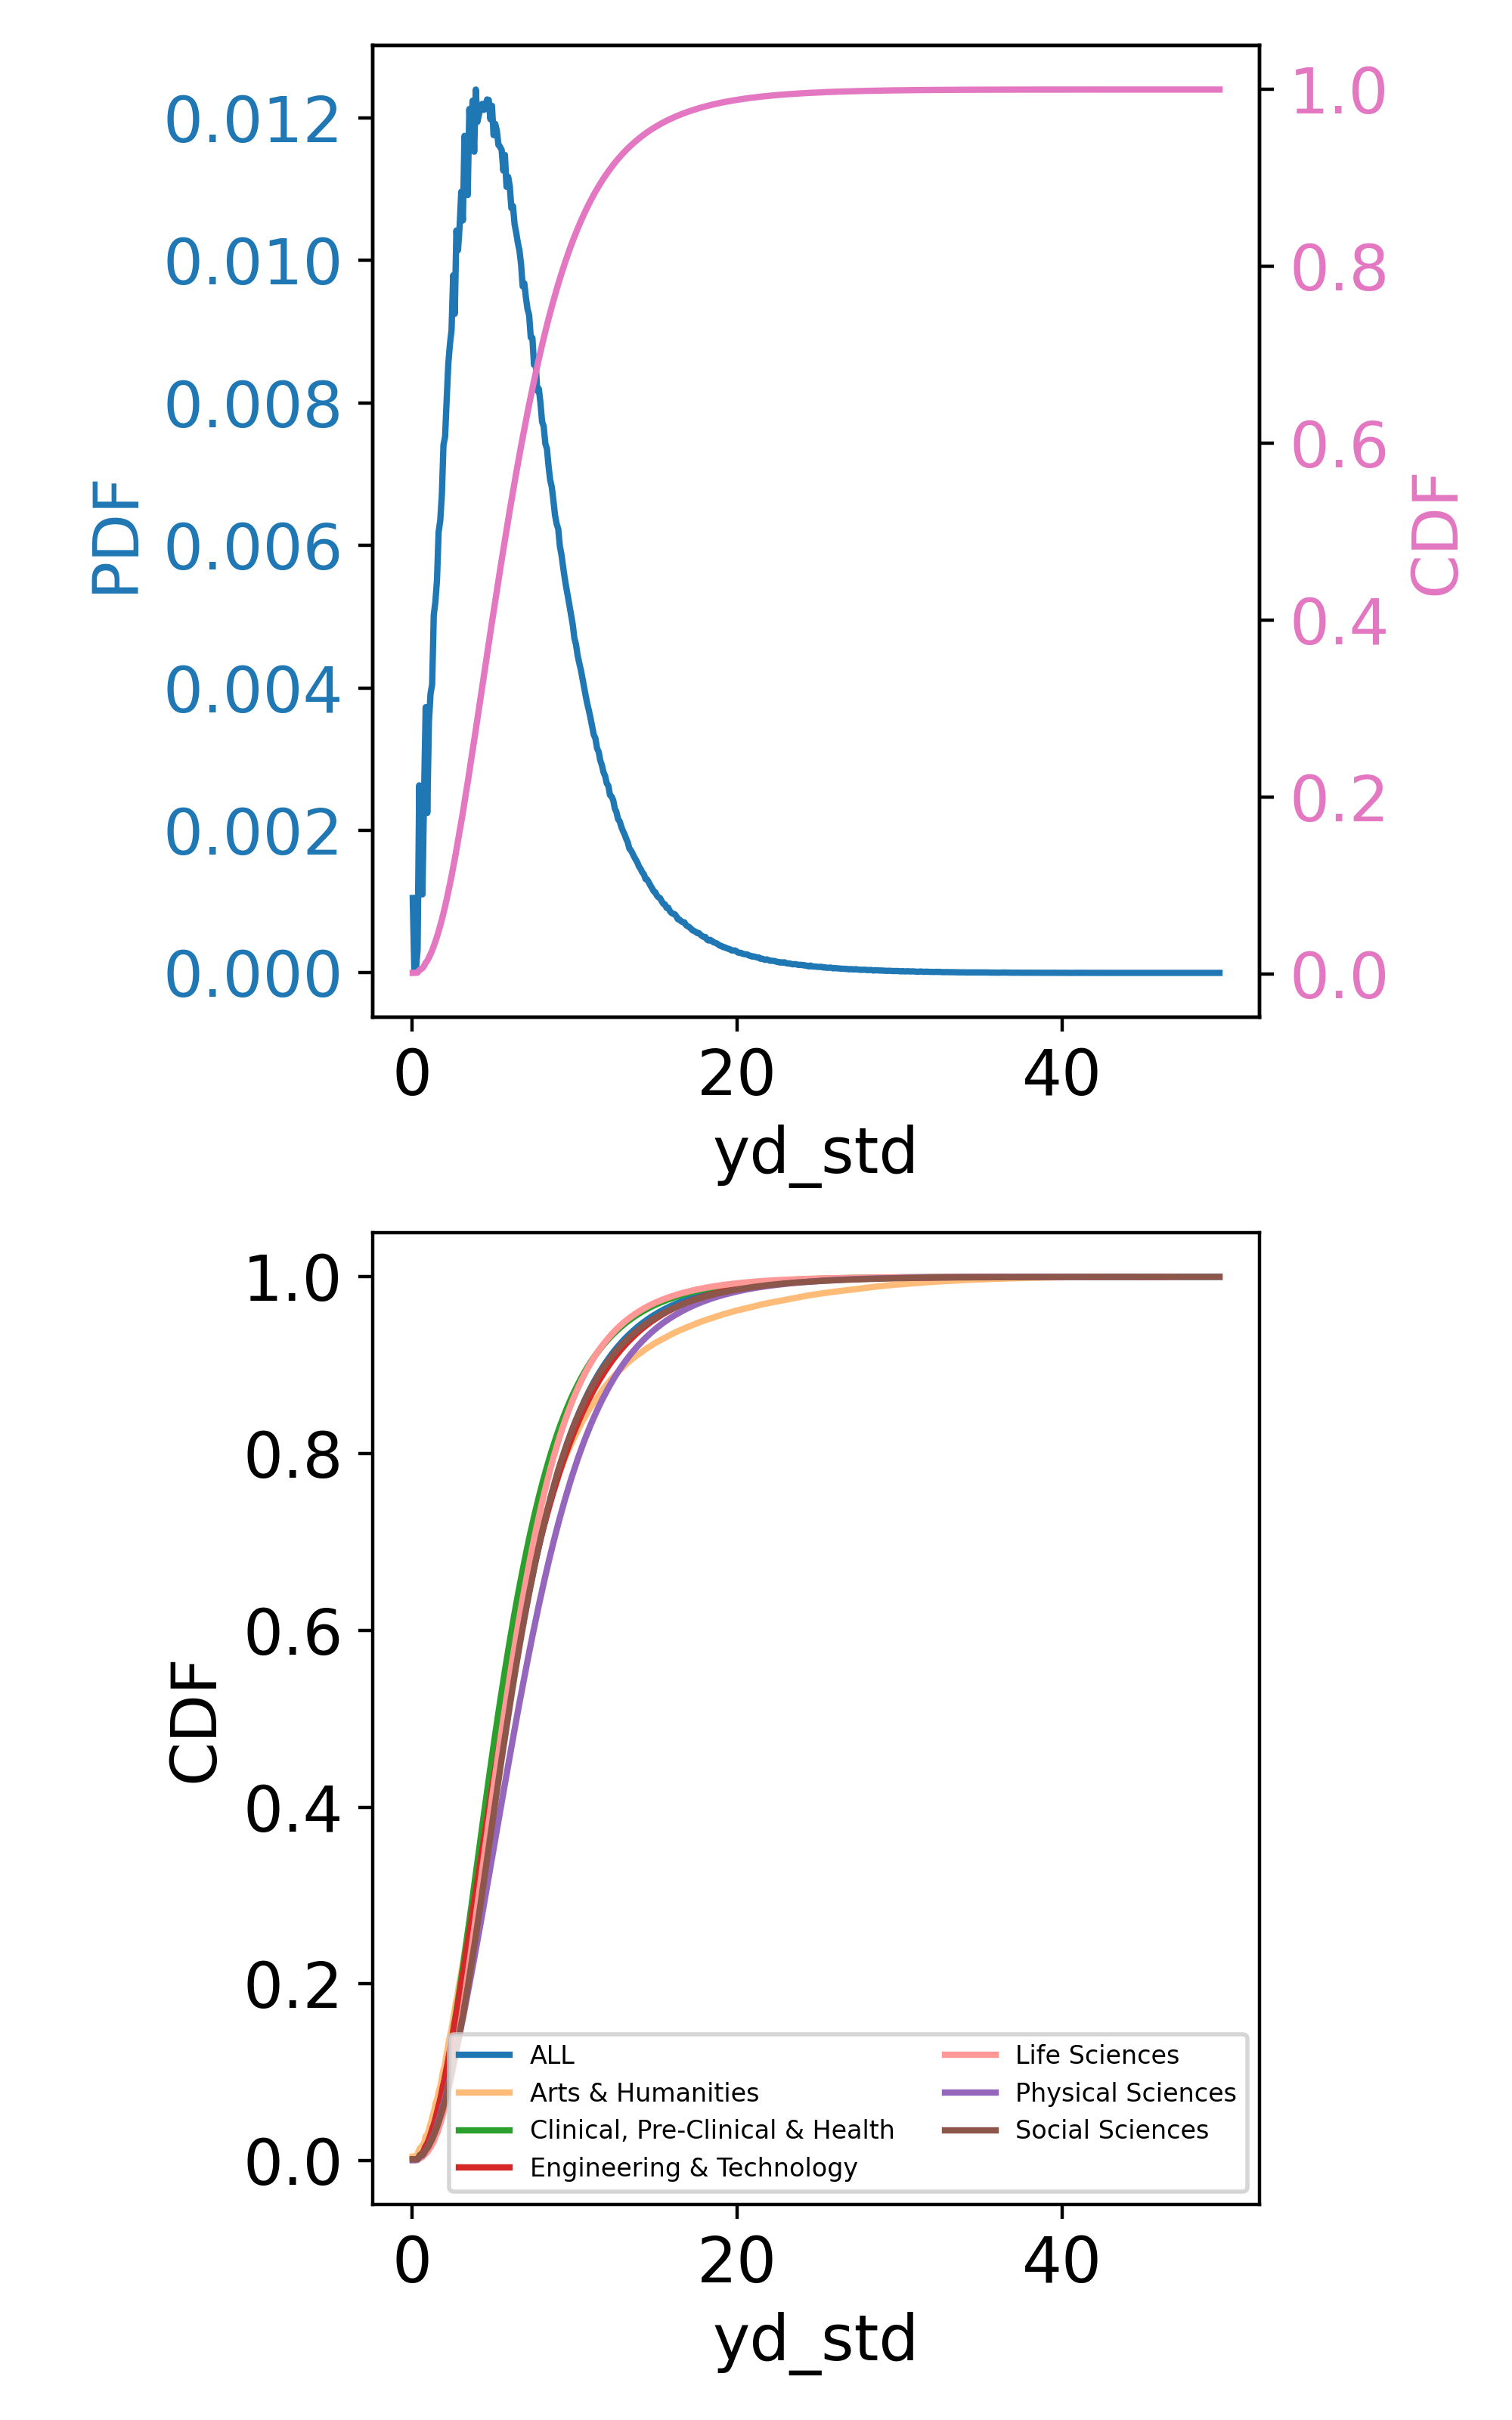 0.012
0.010
0.008
0.006
0.004
0.002
0.000
PDF
1.0
0.8
0.6
0.4
0.2
0.0
CDF
0 20 40
yd_std
1.0
0.8
0.6
0.4
0.2
0.0
CDF
ALL
Arts & Humanities
Clinical, Pre-Clinical & Health
Engineering & Technology
Life Sciences
Physical Sciences
Social Sciences
0 20 40
yd_std